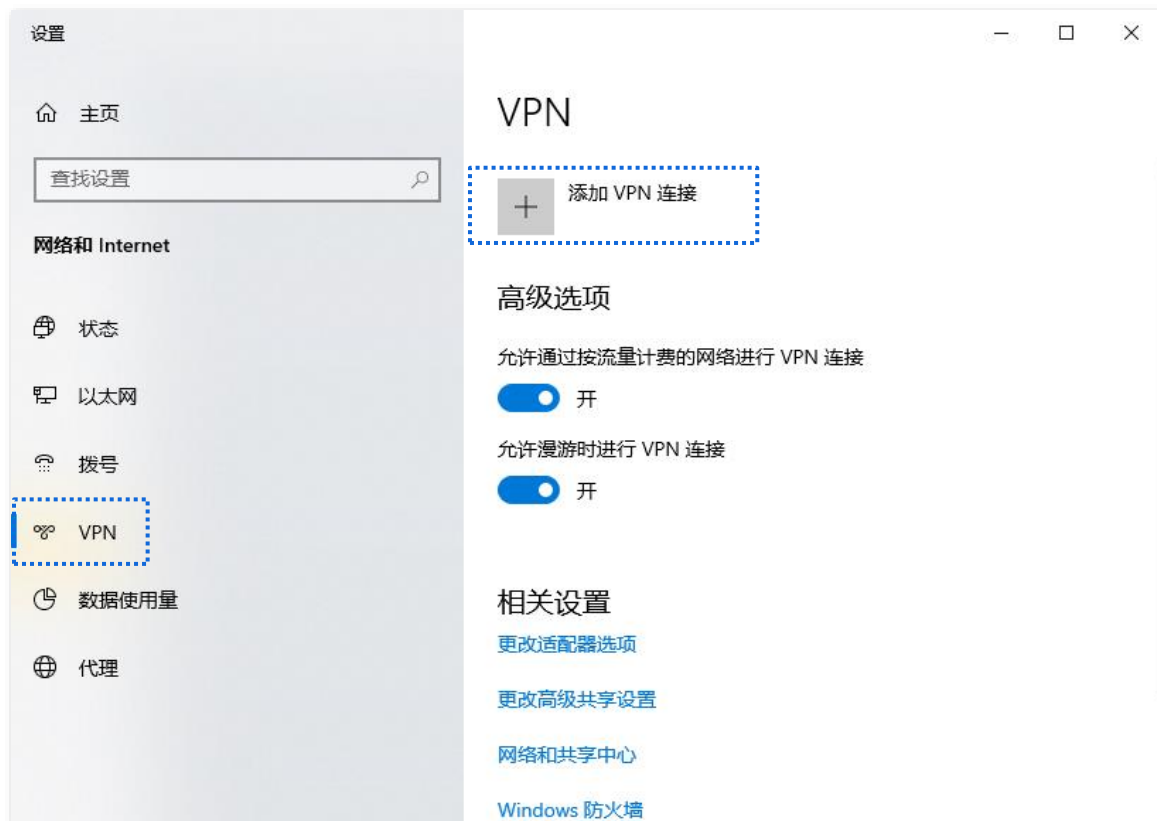 设置
主页
查找设置
网络和 Internet
状态
以太网
拨号
VPN
数据使用量
代理
VPN
添加 VPN 连接
高级选项
允许通过按流量计费的网络进行 VPN 连接
开
允许漫游时进行 VPN 连接
开
相关设置
更改适配器选项
更改高级共享设置
网络和共享中心
Windows 防火墙